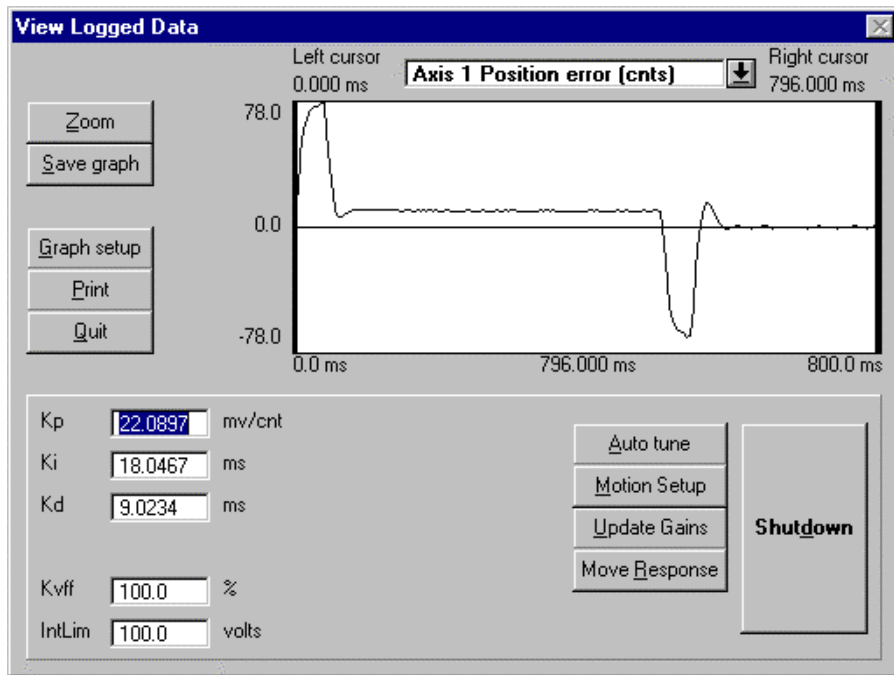 View Logged Data
Left cursor
0.000 ms
Axis 1 Position error (cnts)
Right cursor
796.000 ms
Zoom
Save graph
Graph setup
Print
Quit
78.0
0.0
-78.0
0.0 ms
796.000 ms
800.0 ms
Kp 22.0897 mv/cnt
Ki 18.0467 ms
Kd 9.0234 ms
Kvff 100.0 %
IntLim 100.0 volts
Auto tune
Motion Setup
Update Gains
Move Response
Shutdown